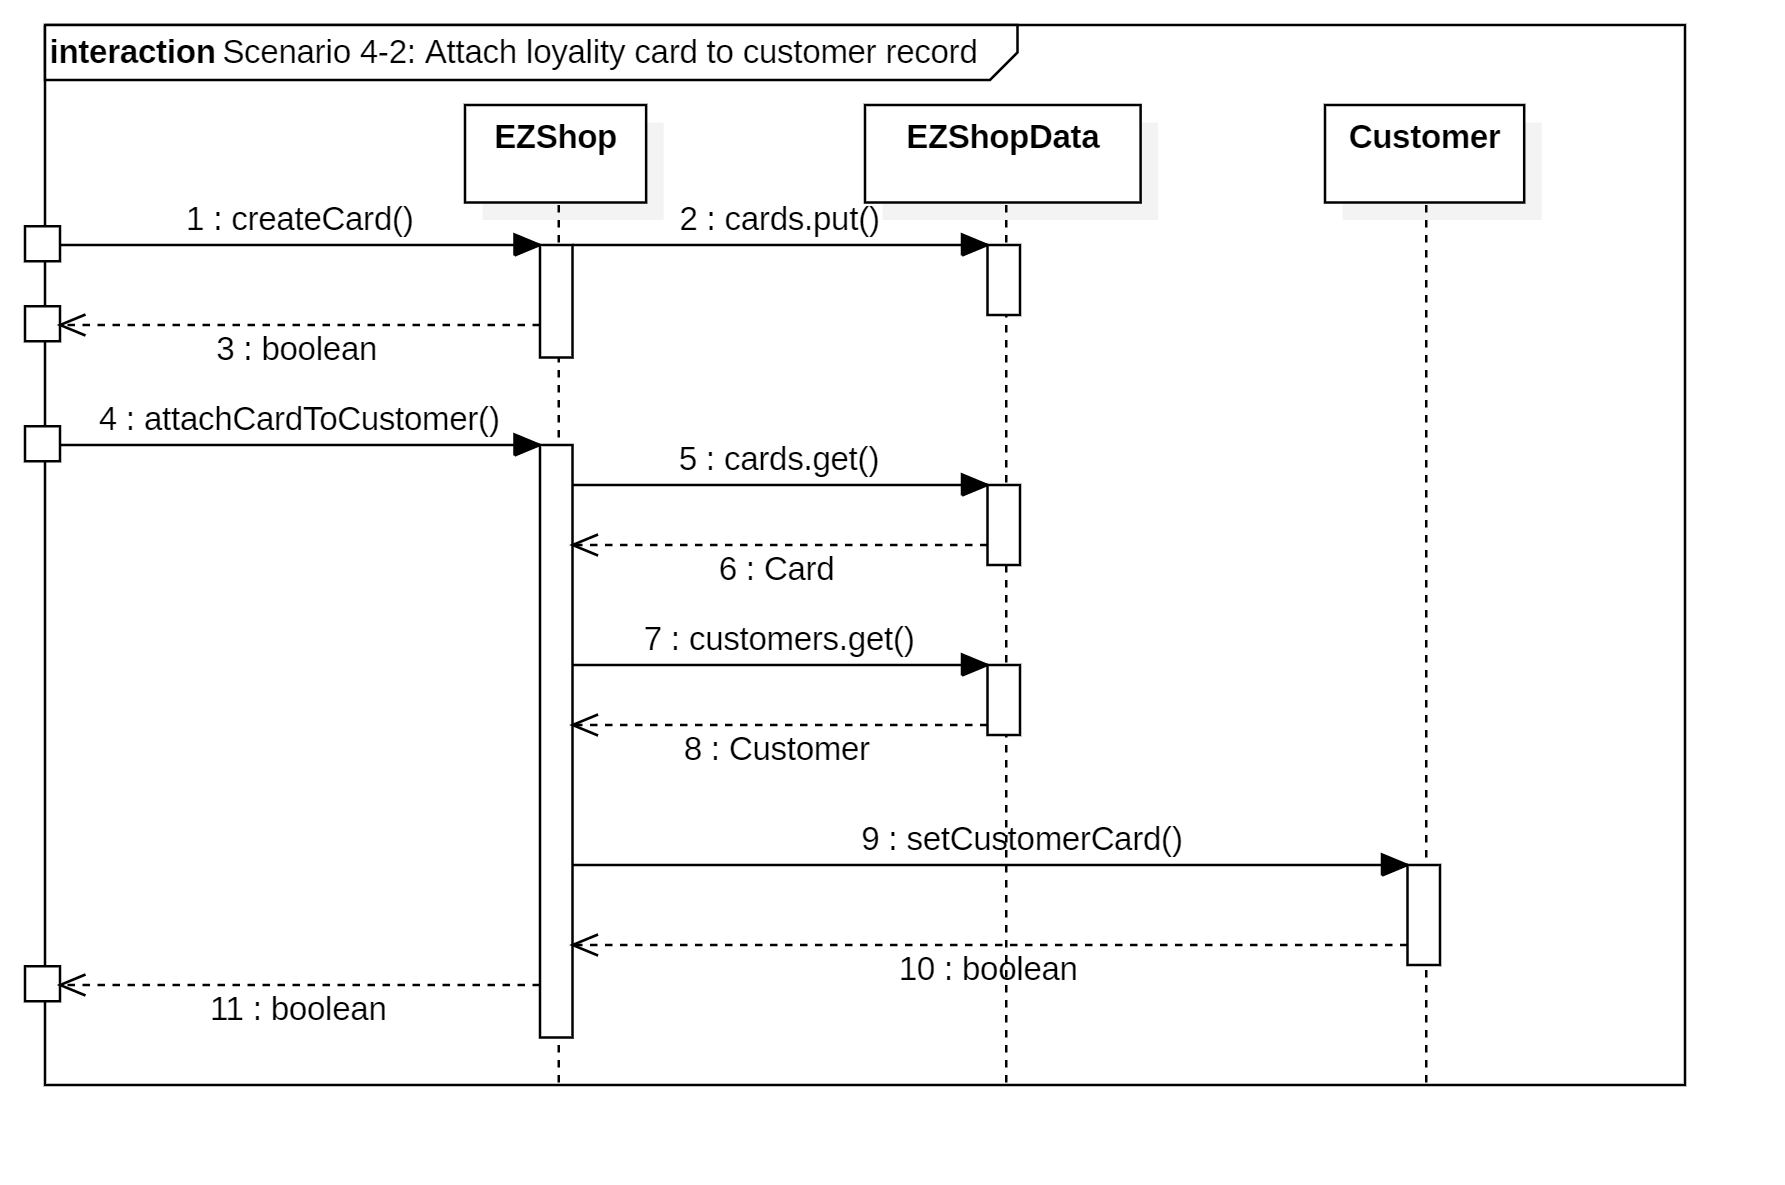 interaction Scenario 4-2: Attach loyality card to customer record
EZShop
EZShopData
Customer
1 : createCard()
2 : cards.put()
3 : boolean
4 : attachCardToCustomer()
5 : cards.get()
6 : Card
7 : customers.get()
8 : Customer
9 : setCustomerCard()
10 : boolean
11 : boolean